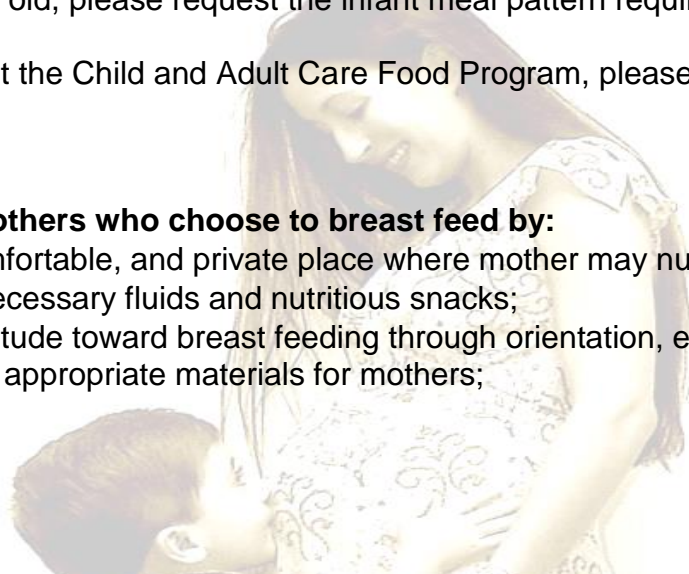 old, please request the infant meal pattern requi
t the Child and Adult Care Food Program, please
others who choose to breast feed by:
nfortable, and private place where mother may nu
ecessary fluids and nutritious snacks;
itude toward breast feeding through orientation, e
appropriate materials for mothers;